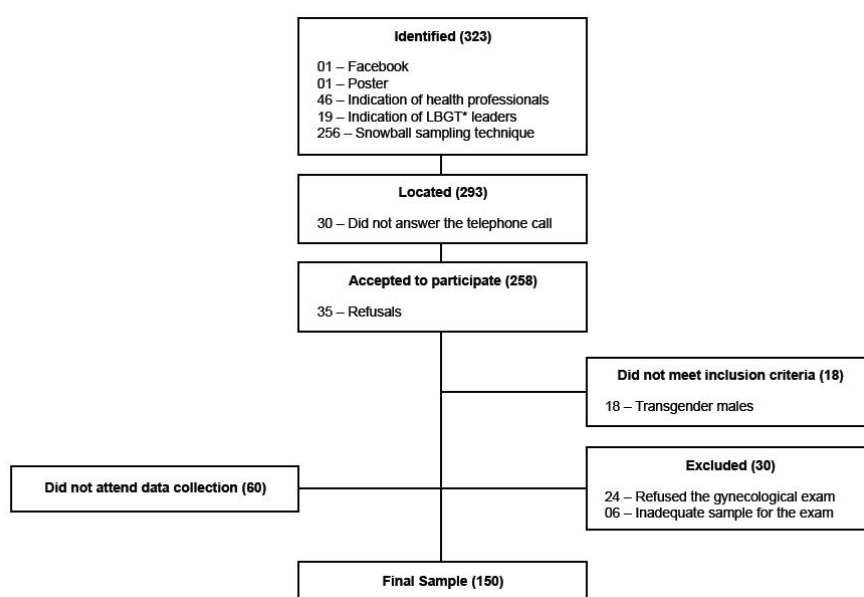 Identified (323)
01 – Facebook
01 – Poster
46 – Indication of health professionals
19 – Indication of LBGT* leaders
256 – Snowball sampling technique
Located (293)
30 – Did not answer the telephone call
Accepted to participate (258)
35 – Refusals
Did not meet inclusion criteria (18)
18 – Transgender males
Did not attend data collection (60)
Excluded (30)
24 – Refused the gynecological exam
06 – Inadequate sample for the exam
Final Sample (150)